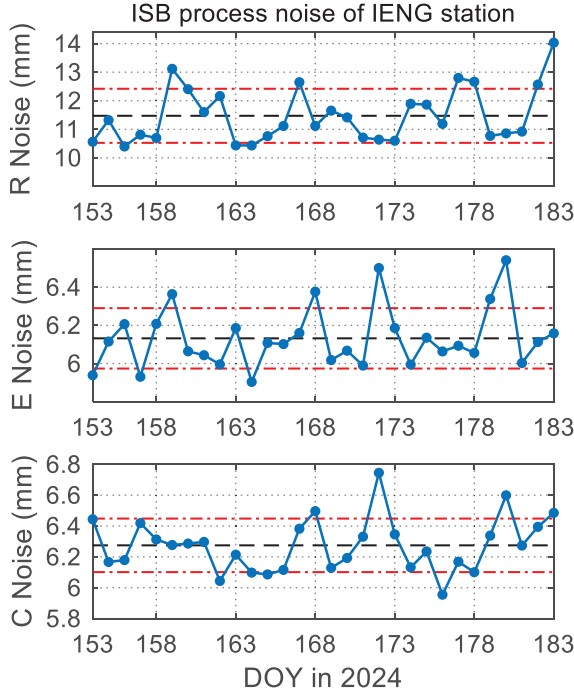 ISB process noise of IENG station
R Noise (mm)
14
13
12
11
10
153 158 163 168 173 178 183
E Noise (mm)
6.4
6.2
6
153 158 163 168 173 178 183
C Noise (mm)
6.8
6.6
6.4
6.2
6
5.8
153 158 163 168 173 178 183
DOY in 2024